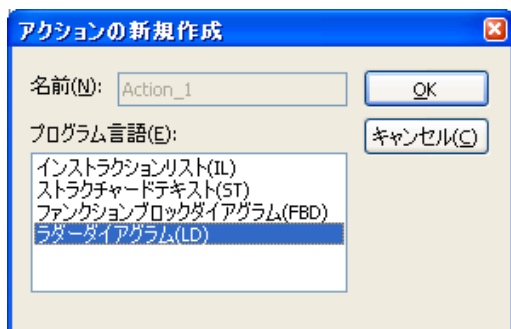 アクションの新規作成
名前(N): Action_1
OK
プログラム言語(E):
キャンセル(C)
インストラクションリスト(IL)
ストラクチャードテキスト(ST)
ファンクションブロックダイアグラム(FBD)
ラダーダイアグラム(LD)